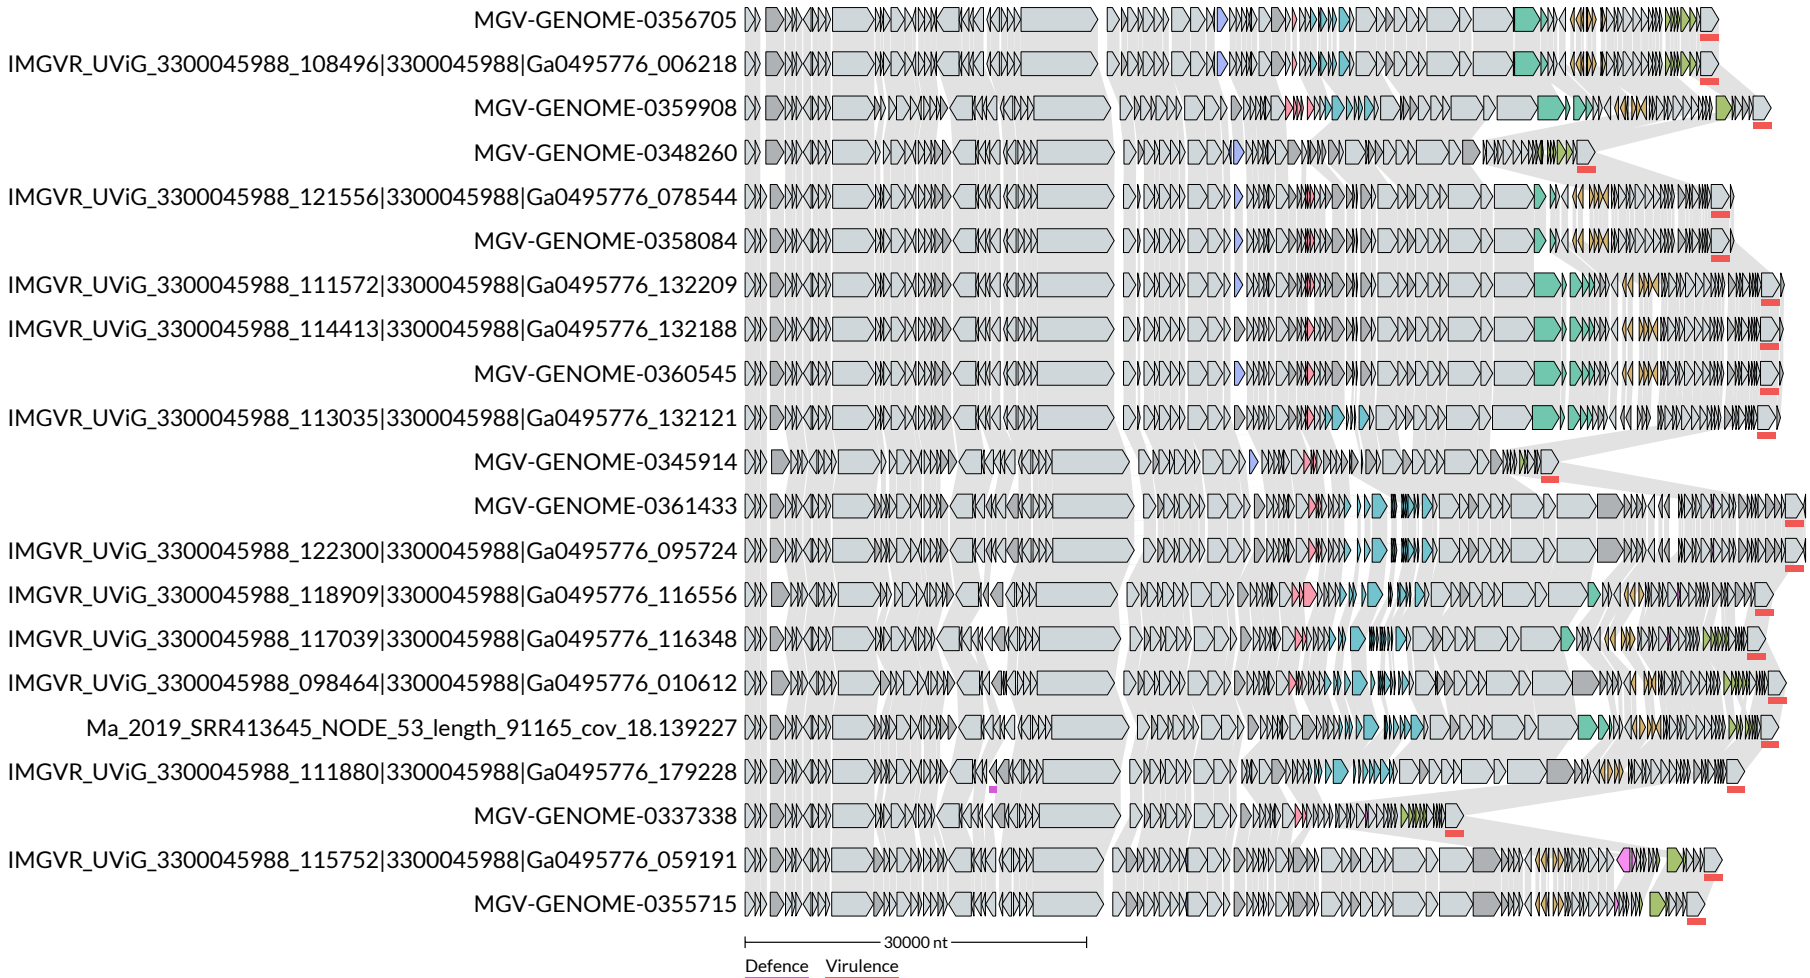 MGV-GENOME-0356705
IMGVR_UViG_3300045988_108496|3300045988|Ga0495776_006218
MGV-GENOME-0359908
MGV-GENOME-0348260
IMGVR_UViG_3300045988_121556|3300045988|Ga0495776_078544
MGV-GENOME-0358084
IMGVR_UViG_3300045988_111572|3300045988|Ga0495776_132209
IMGVR_UViG_3300045988_114413|3300045988|Ga0495776_132188
MGV-GENOME-0360545
IMGVR_UViG_3300045988_113035|3300045988|Ga0495776_132121
MGV-GENOME-0345914
MGV-GENOME-0361433
IMGVR_UViG_3300045988_122300|3300045988|Ga0495776_095724
IMGVR_UViG_3300045988_118909|3300045988|Ga0495776_116556
IMGVR_UViG_3300045988_117039|3300045988|Ga0495776_116348
IMGVR_UViG_3300045988_098464|3300045988|Ga0495776_010612
Ma_2019_SRR413645_NODE_53_length_91165_cov_18.139227
IMGVR_UViG_3300045988_111880|3300045988|Ga0495776_179228
MGV-GENOME-0337338
IMGVR_UViG_3300045988_115752|3300045988|Ga0495776_059191
MGV-GENOME-0355715
30000 nt
Defence Virulence